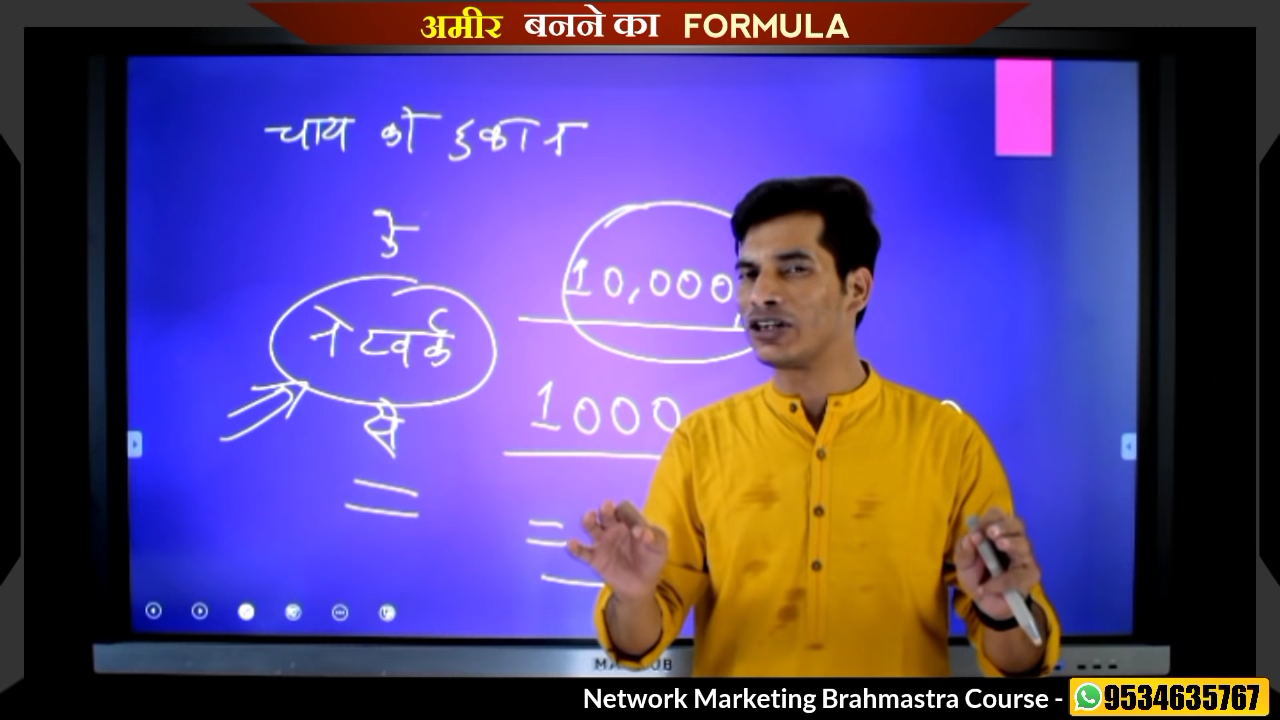 अमीर बनने का FORMULA
चाय की दुकान
10,000
नेटवर्क
1000
से
Network Marketing Brahmastra Course - 9534635767